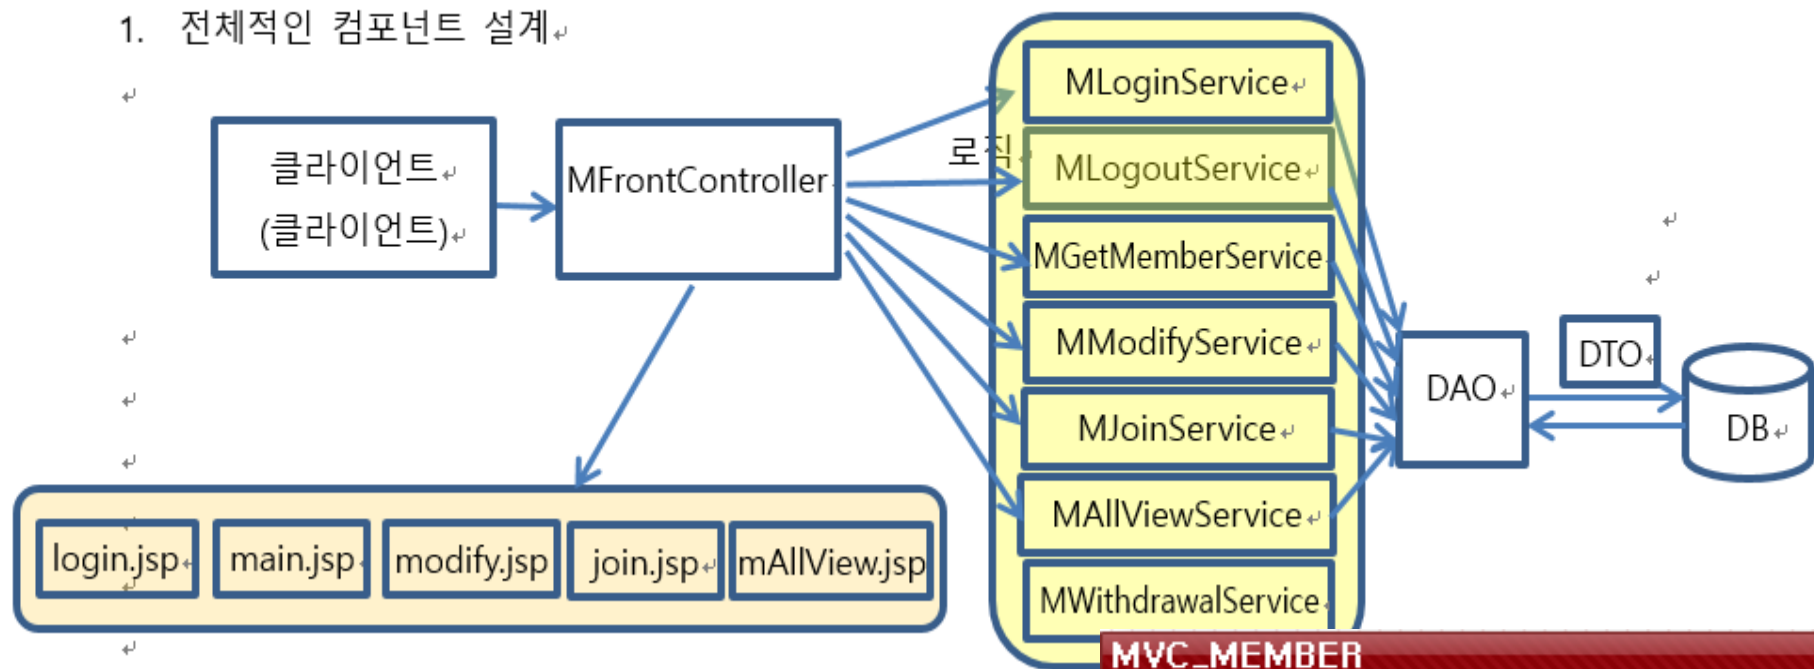 1. 전체적인 컴포넌트 설계
클라이언트
(클라이언트)
MFrontController
로직
MLoginService
MLogoutService
MGetMemberService
MModifyService
MJoinService
MAllViewService
MWithdrawalService
DAO
DTO
DB
login.jsp
main.jsp
modify.jsp
join.jsp
mAllView.jsp
MVC_MEMBER